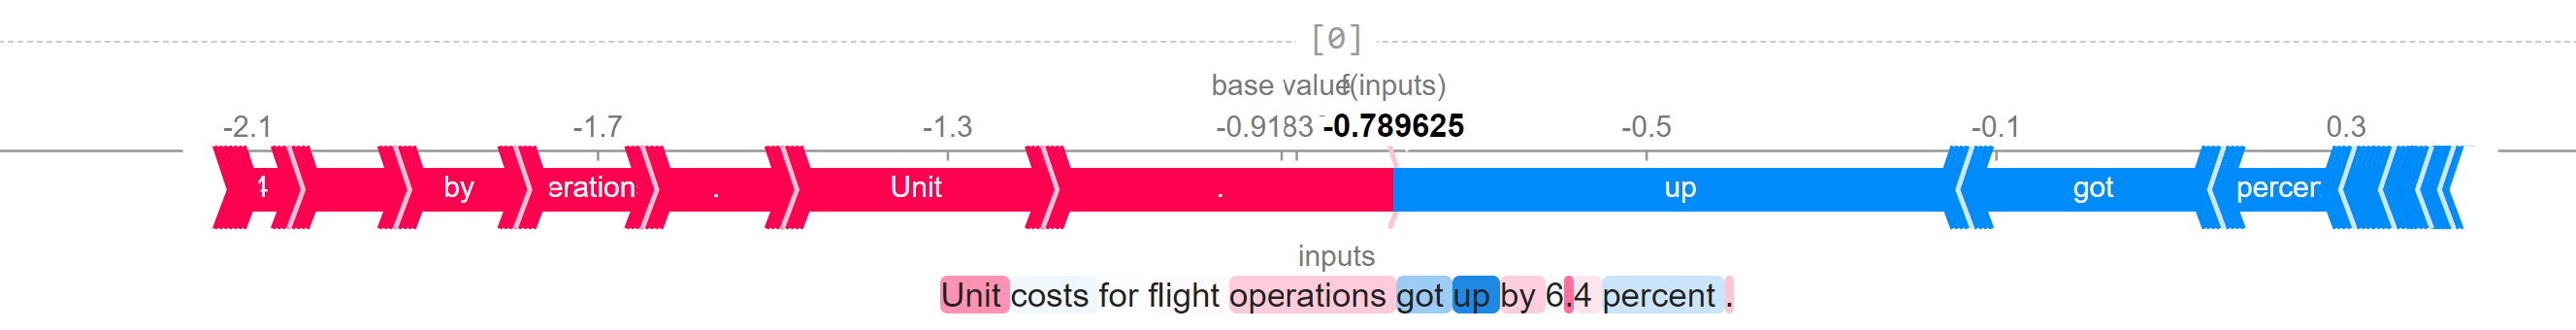 [0]
base value f(inputs)
-2.1 -1.7 -1.3 -0.9183 -0.789625 -0.5 -0.1 0.3
4 by eration . Unit . up got percer
inputs
Unit costs for flight operations got up by 6.4 percent .